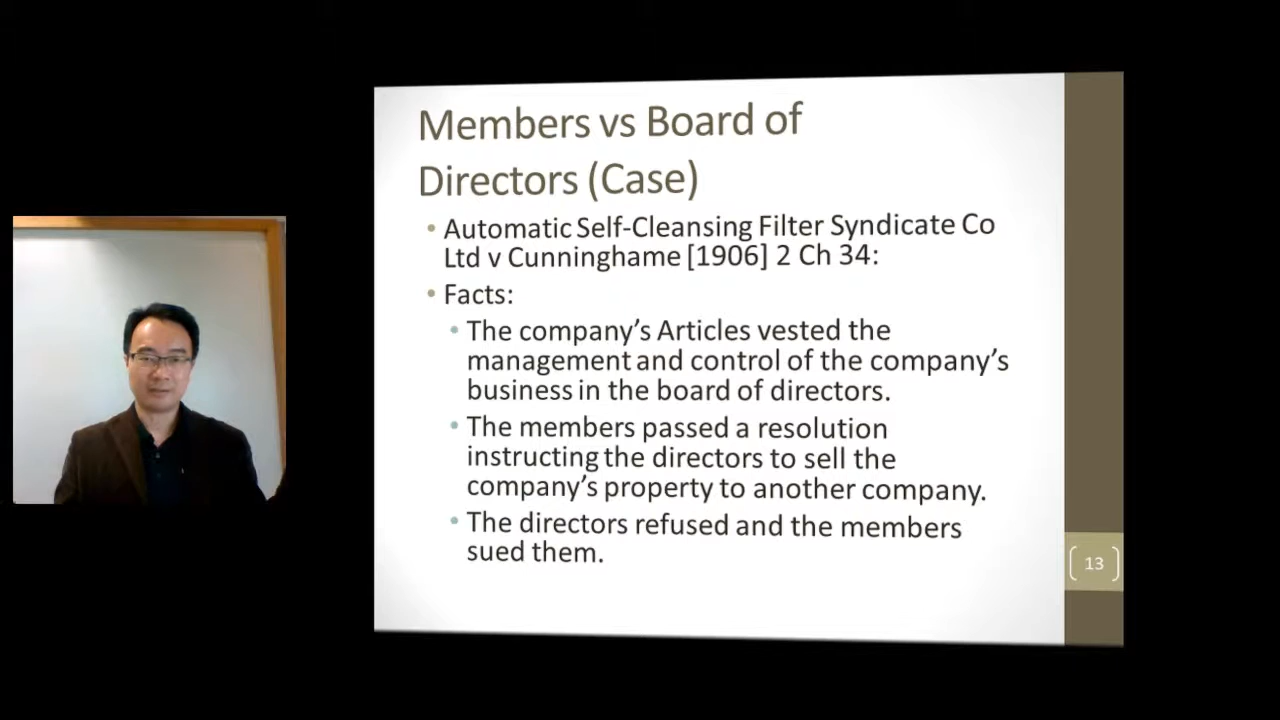 Members vs Board of
Directors (Case)
• Automatic Self-Cleansing Filter Syndicate Co
Ltd v Cunninghame [1906] 2 Ch 34:
• Facts:
• The company's Articles vested the
management and control of the company's
business in the board of directors.
• The members passed a resolution
instructing the directors to sell the
company's property to another company.
• The directors refused and the members
sued them.
13